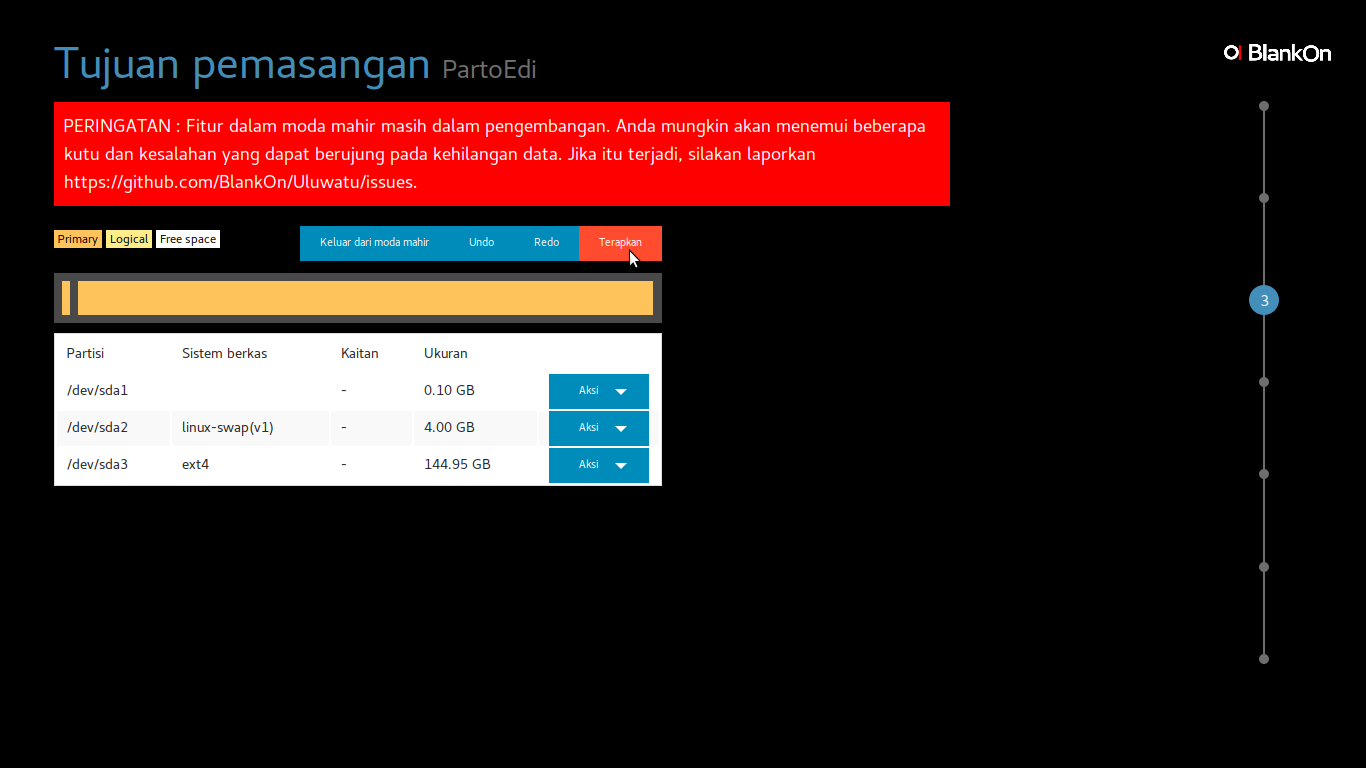 Tujuan pemasangan PartoEdi
BlankOn
PERINGATAN : Fitur dalam moda mahir masih dalam pengembangan. Anda mungkin akan menemui beberapa
kutu dan kesalahan yang dapat berujung pada kehilangan data. Jika itu terjadi, silakan laporkan
https://github.com/BlankOn/Uluwatu/issues.
Primary Logical Free space
Keluar dari moda mahir Undo Redo Terapkan
3
Partisi Sistem berkas Kaitan Ukuran
/dev/sda1 - 0.10 GB Aksi
/dev/sda2 linux-swap(v1) - 4.00 GB Aksi
/dev/sda3 ext4 - 144.95 GB Aksi